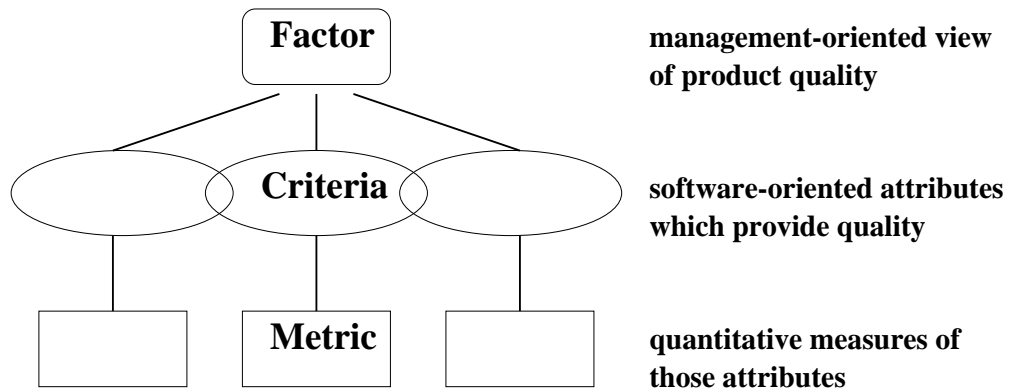 Factor
management-oriented view
of product quality
Criteria
software-oriented attributes
which provide quality
Metric
quantitative measures of
those attributes